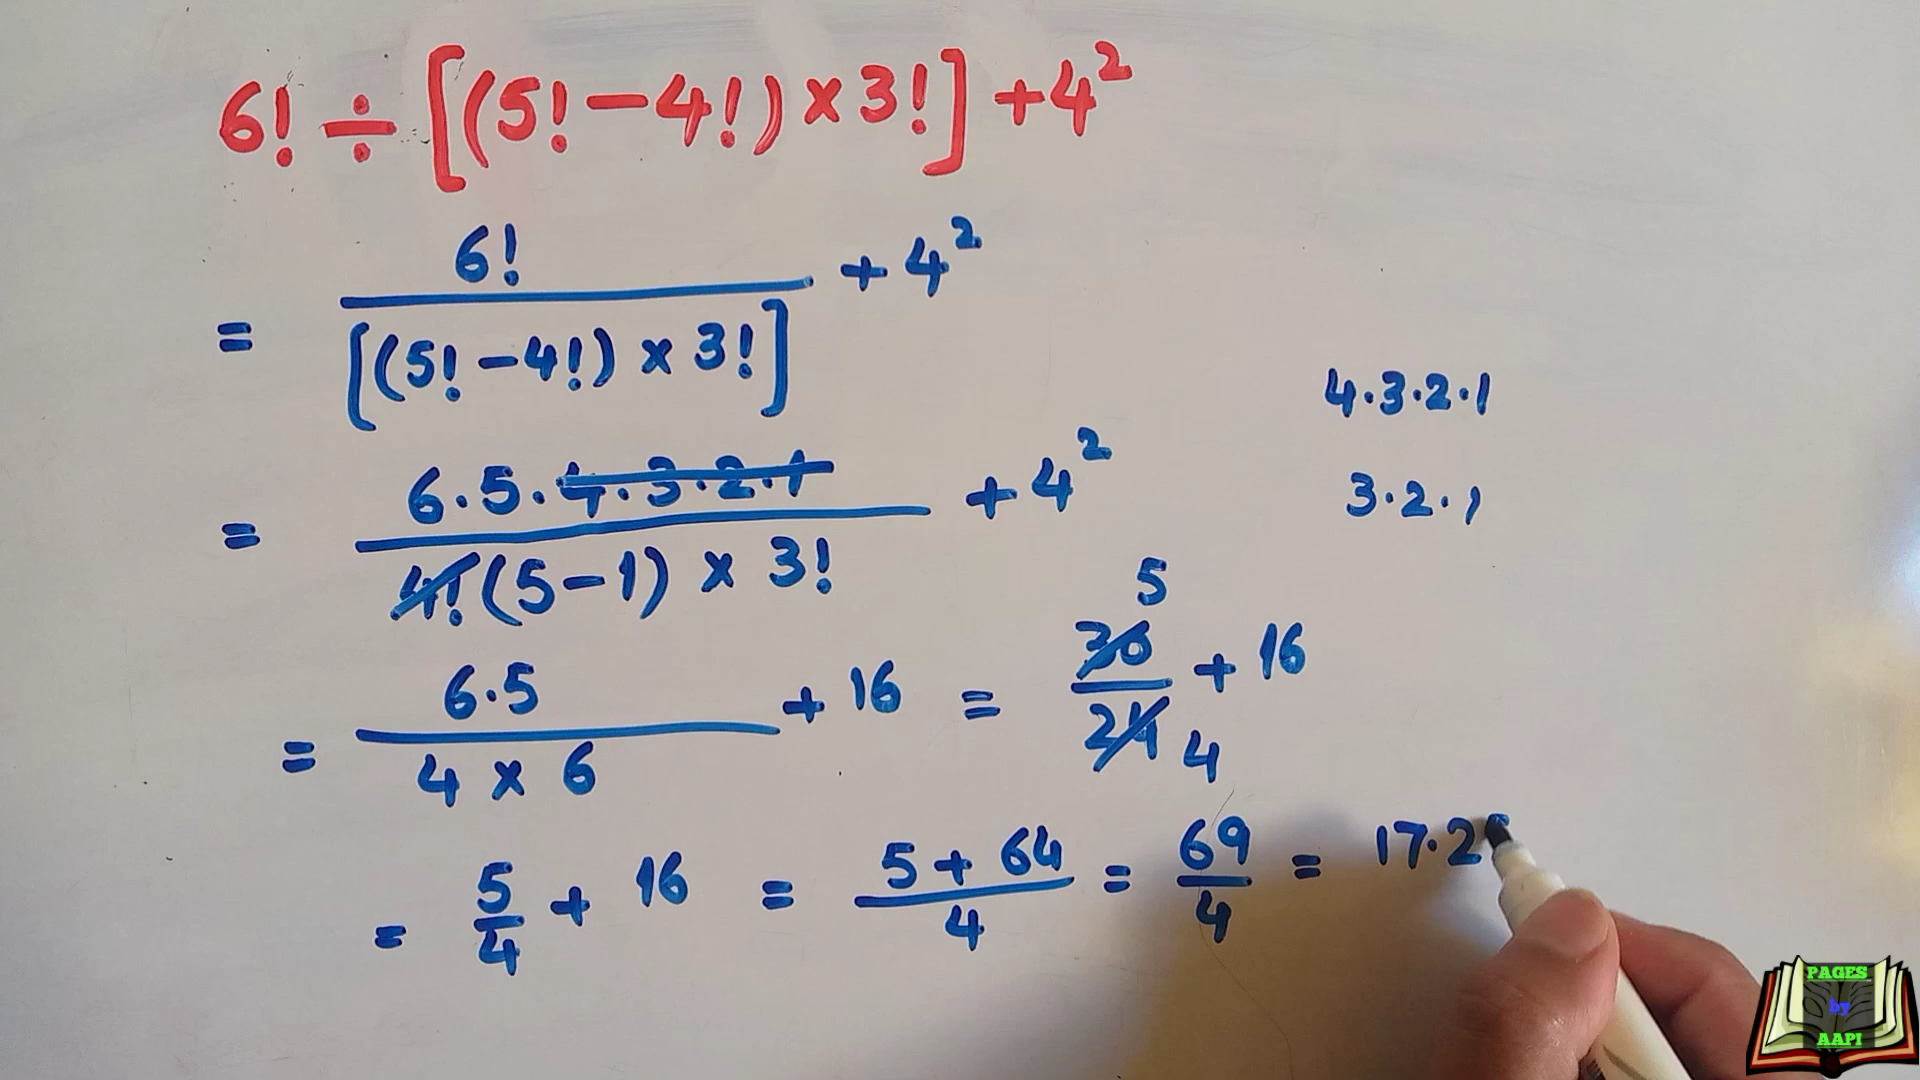 6! ÷ [(5! − 4!) × 3!] + 4²
= 6! / [(5! − 4!) × 3!] + 4²
4·3·2·1
= 6·5·4·3·2·1 / 4!(5−1) × 3! + 4²
3·2·1
= 6·5 / 4 × 6 + 16 = 30 5 / 24 4 + 16
= 5/4 + 16 = 5 + 64 / 4 = 69/4 = 17·2
PAGES
by
AAPI